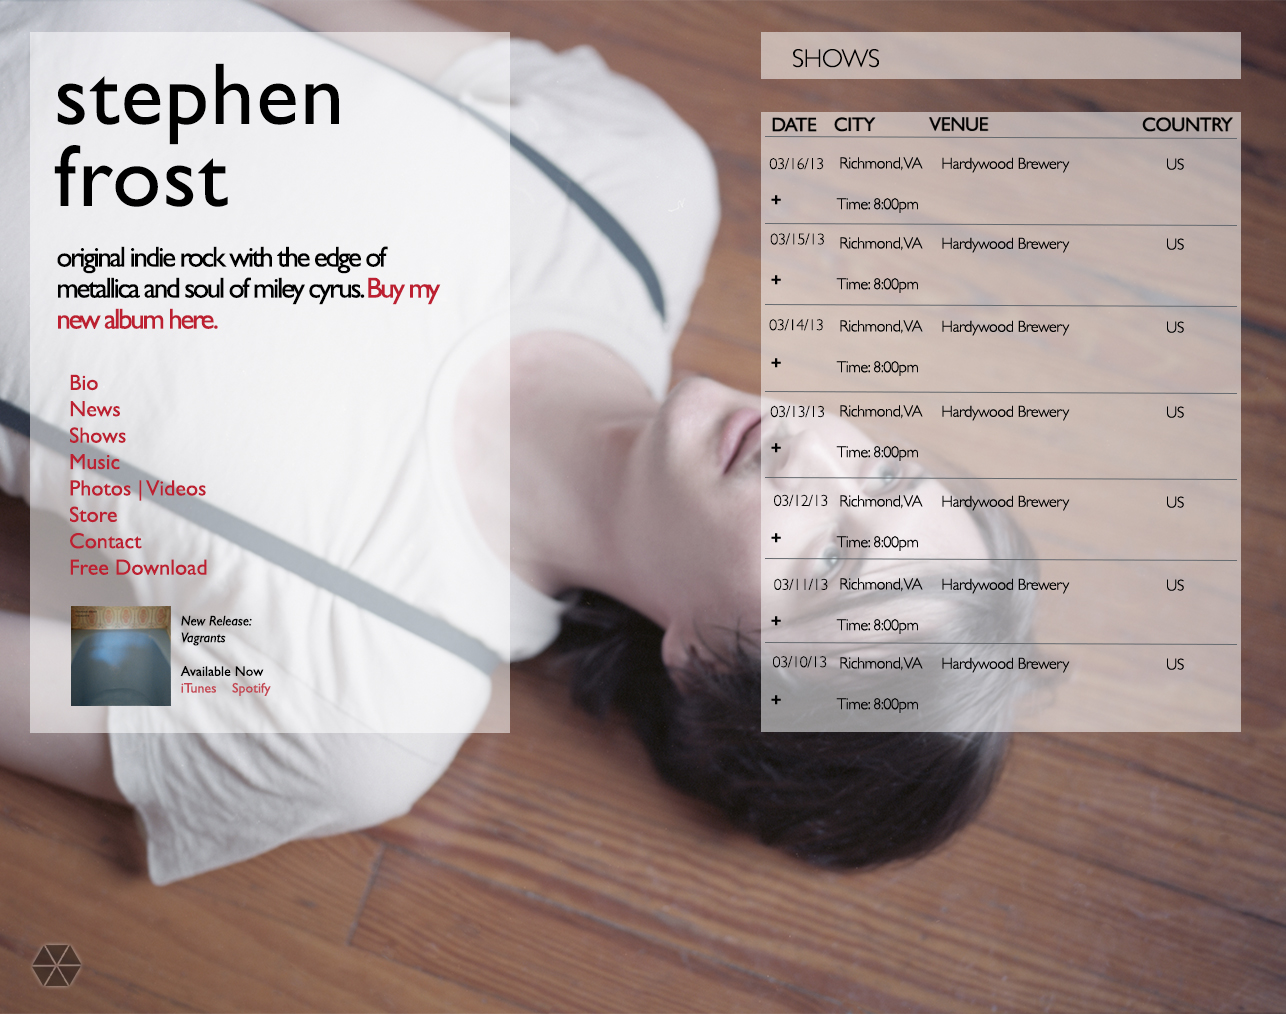 stephen
frost
original indie rock with the edge of
metallica and soul of miley cyrus. Buy my
new album here.
Bio
News
Shows
Music
Photos | Videos
Store
Contact
Free Download
New Release:
Vagrants
Available Now
iTunes Spotify
SHOWS
DATE CITY VENUE COUNTRY
03/16/13 Richmond, VA Hardywood Brewery US
+ Time: 8:00pm
03/15/13 Richmond, VA Hardywood Brewery US
+ Time: 8:00pm
03/14/13 Richmond, VA Hardywood Brewery US
+ Time: 8:00pm
03/13/13 Richmond, VA Hardywood Brewery US
+ Time: 8:00pm
03/12/13 Richmond, VA Hardywood Brewery US
+ Time: 8:00pm
03/11/13 Richmond, VA Hardywood Brewery US
+ Time: 8:00pm
03/10/13 Richmond, VA Hardywood Brewery US
+ Time: 8:00pm